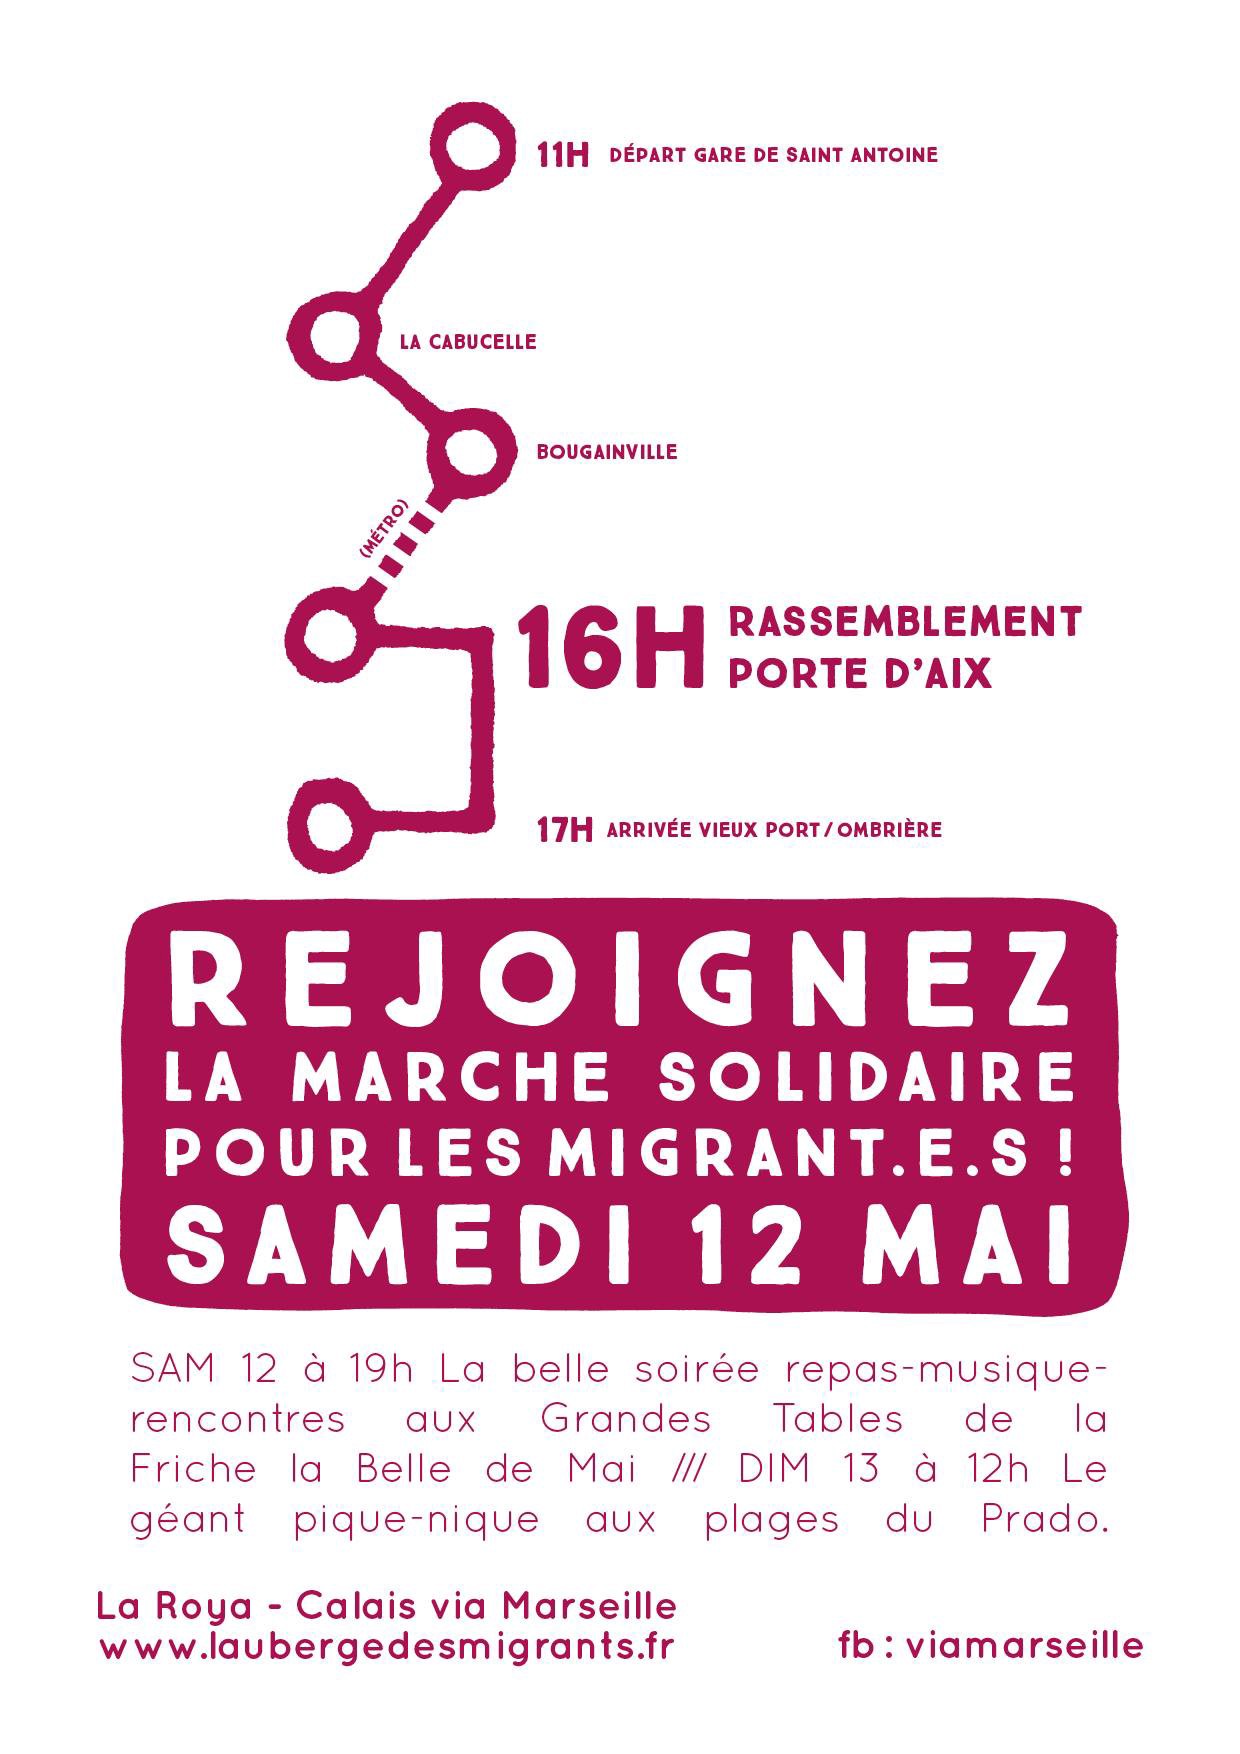 11H DÉPART GARE DE SAINT ANTOINE
LA CABUCELLE
BOUGAINVILLE
(MÉTRO)
16H RASSEMBLEMENT
PORTE D'AIX
17H ARRIVÉE VIEUX PORT / OMBRIÈRE
REJOIGNEZ
LA MARCHE SOLIDAIRE
POUR LES MIGRANT.E.S !
SAMEDI 12 MAI
SAM 12 à 19h La belle soirée repas-musique-
rencontres aux Grandes Tables de la
Friche la Belle de Mai /// DIM 13 à 12h Le
géant pique-nique aux plages du Prado.
La Roya - Calais via Marseille
www.laubergedesmigrants.fr
fb : viamarseille